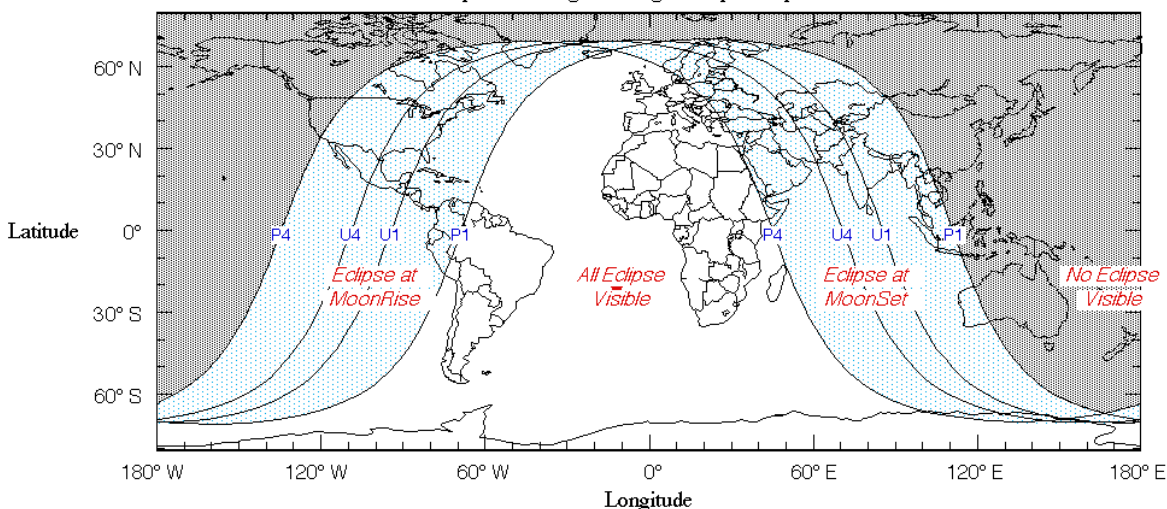 60° N
30° N
Latitude
0°
P4 U4 U1 P1 P4 U4 U1 P1
Eclipse at MoonRise
All Eclipse Visible
Eclipse at MoonSet
No Eclipse Visible
30° S
60° S
180° W 120° W 60° W 0° 60° E 120° E 180° E
Longitude